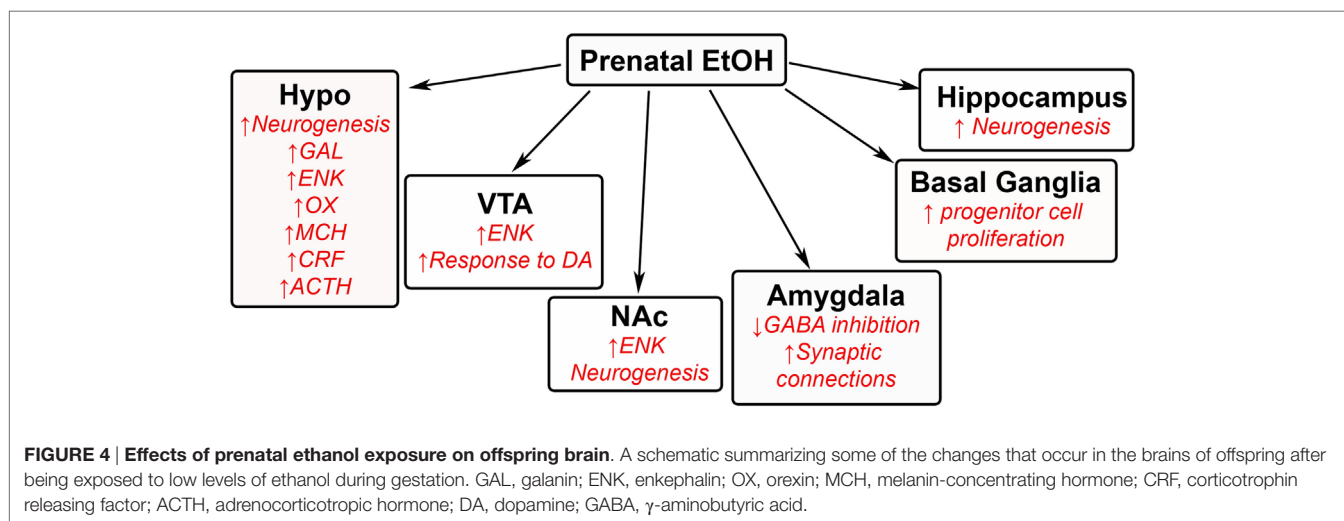 Prenatal EtOH
Hypo
↑Neurogenesis
↑GAL
↑ENK
↑OX
↑MCH
↑CRF
↑ACTH
VTA
↑ENK
↑Response to DA
NAc
↑ENK
Neurogenesis
Amygdala
↓GABA inhibition
↑Synaptic
connections
Basal Ganglia
↑ progenitor cell
proliferation
Hippocampus
↑ Neurogenesis
FIGURE 4 | Effects of prenatal ethanol exposure on offspring brain. A schematic summarizing some of the changes that occur in the brains of offspring after
being exposed to low levels of ethanol during gestation. GAL, galanin; ENK, enkephalin; OX, orexin; MCH, melanin-concentrating hormone; CRF, corticotrophin
releasing factor; ACTH, adrenocorticotropic hormone; DA, dopamine; GABA, γ-aminobutyric acid.